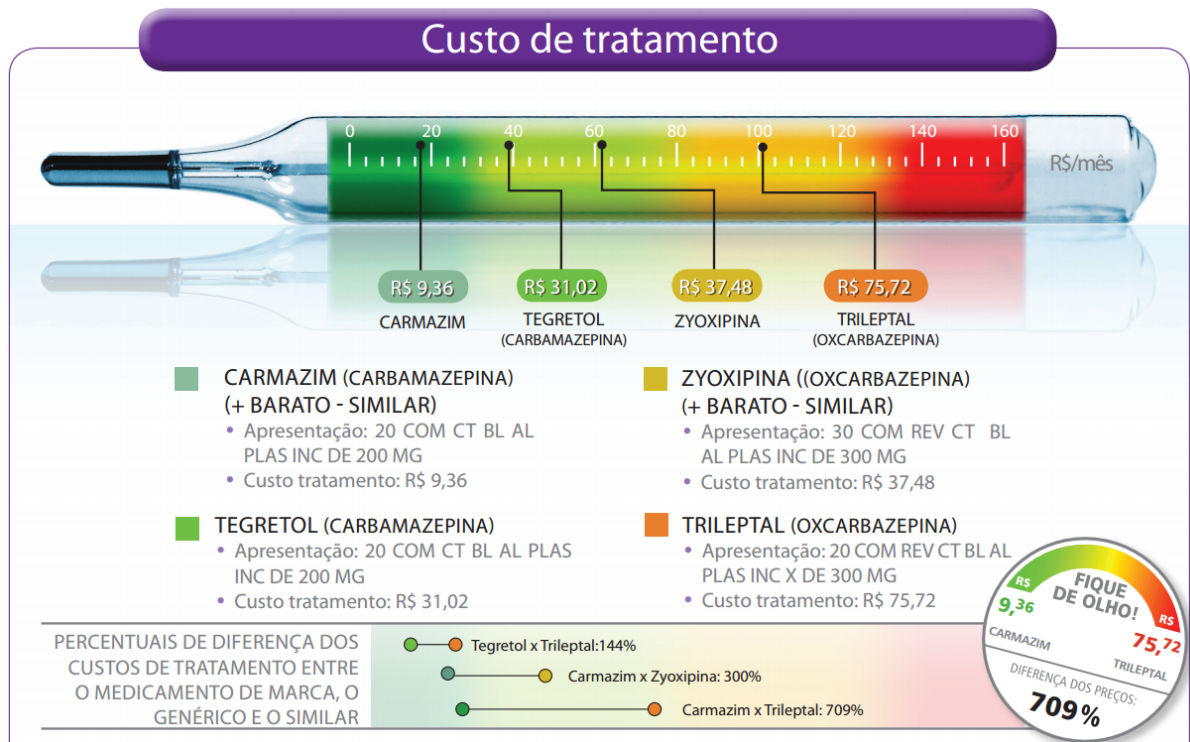 Custo de tratamento
0 20 40 60 80 100 120 140 160
R$/mês
R$ 9,36
CARMAZIM
R$ 31,02
TEGRETOL
(CARBAMAZEPINA)
R$ 37,48
ZYOXIPINA
R$ 75,72
TRILEPTAL
(OXCARBAZEPINA)
CARMAZIM (CARBAMAZEPINA)
(+ BARATO - SIMILAR)
• Apresentação: 20 COM CT BL AL
PLAS INC DE 200 MG
• Custo tratamento: R$ 9,36
TEGRETOL (CARBAMAZEPINA)
• Apresentação: 20 COM CT BL AL PLAS
INC DE 200 MG
• Custo tratamento: R$ 31,02
ZYOXIPINA ((OXCARBAZEPINA)
(+ BARATO - SIMILAR)
• Apresentação: 30 COM REV CT BL
AL PLAS INC DE 300 MG
• Custo tratamento: R$ 37,48
TRILEPTAL (OXCARBAZEPINA)
• Apresentação: 20 COM REV CT BL AL
PLAS INC X DE 300 MG
• Custo tratamento: R$ 75,72
PERCENTUAIS DE DIFERENÇA DOS
CUSTOS DE TRATAMENTO ENTRE
O MEDICAMENTO DE MARCA, O
GENÉRICO E O SIMILAR
Tegretol x Trileptal:144%
Carmazim x Zyoxipina: 300%
Carmazim x Trileptal: 709%
FIQUE
DE OLHO!
R$
9,36
CARMAZIM
R$
75,72
TRILEPTAL
DIFERENÇA DOS PREÇOS:
709%